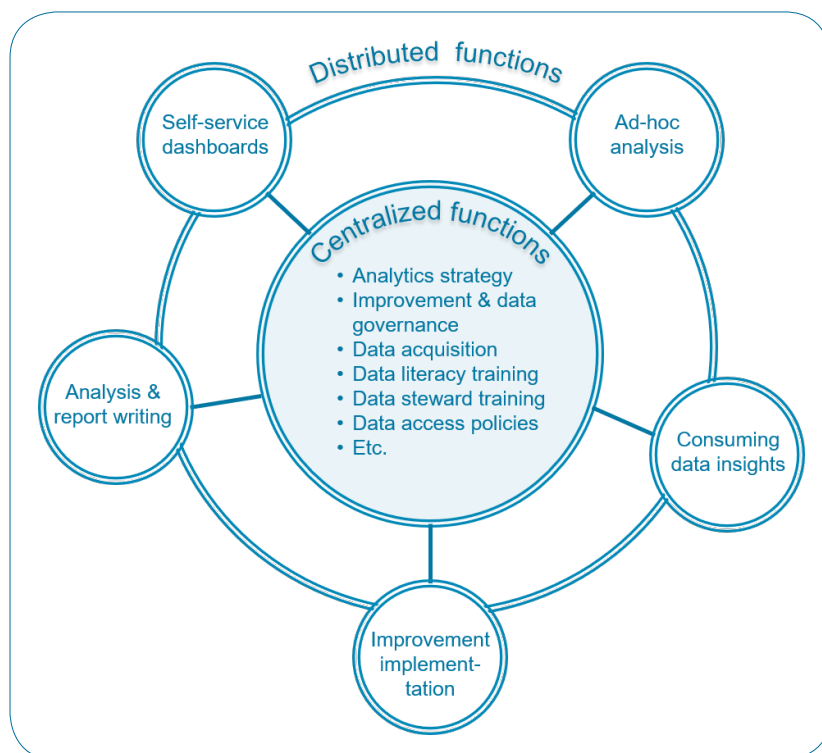 Distributed functions
Self-service
dashboards
Ad-hoc
analysis
Centralized functions
• Analytics strategy
• Improvement & data
governance
• Data acquisition
• Data literacy training
• Data steward training
• Data access policies
• Etc.
Analysis &
report writing
Consuming
data insights
Improvement
implemen-
tation